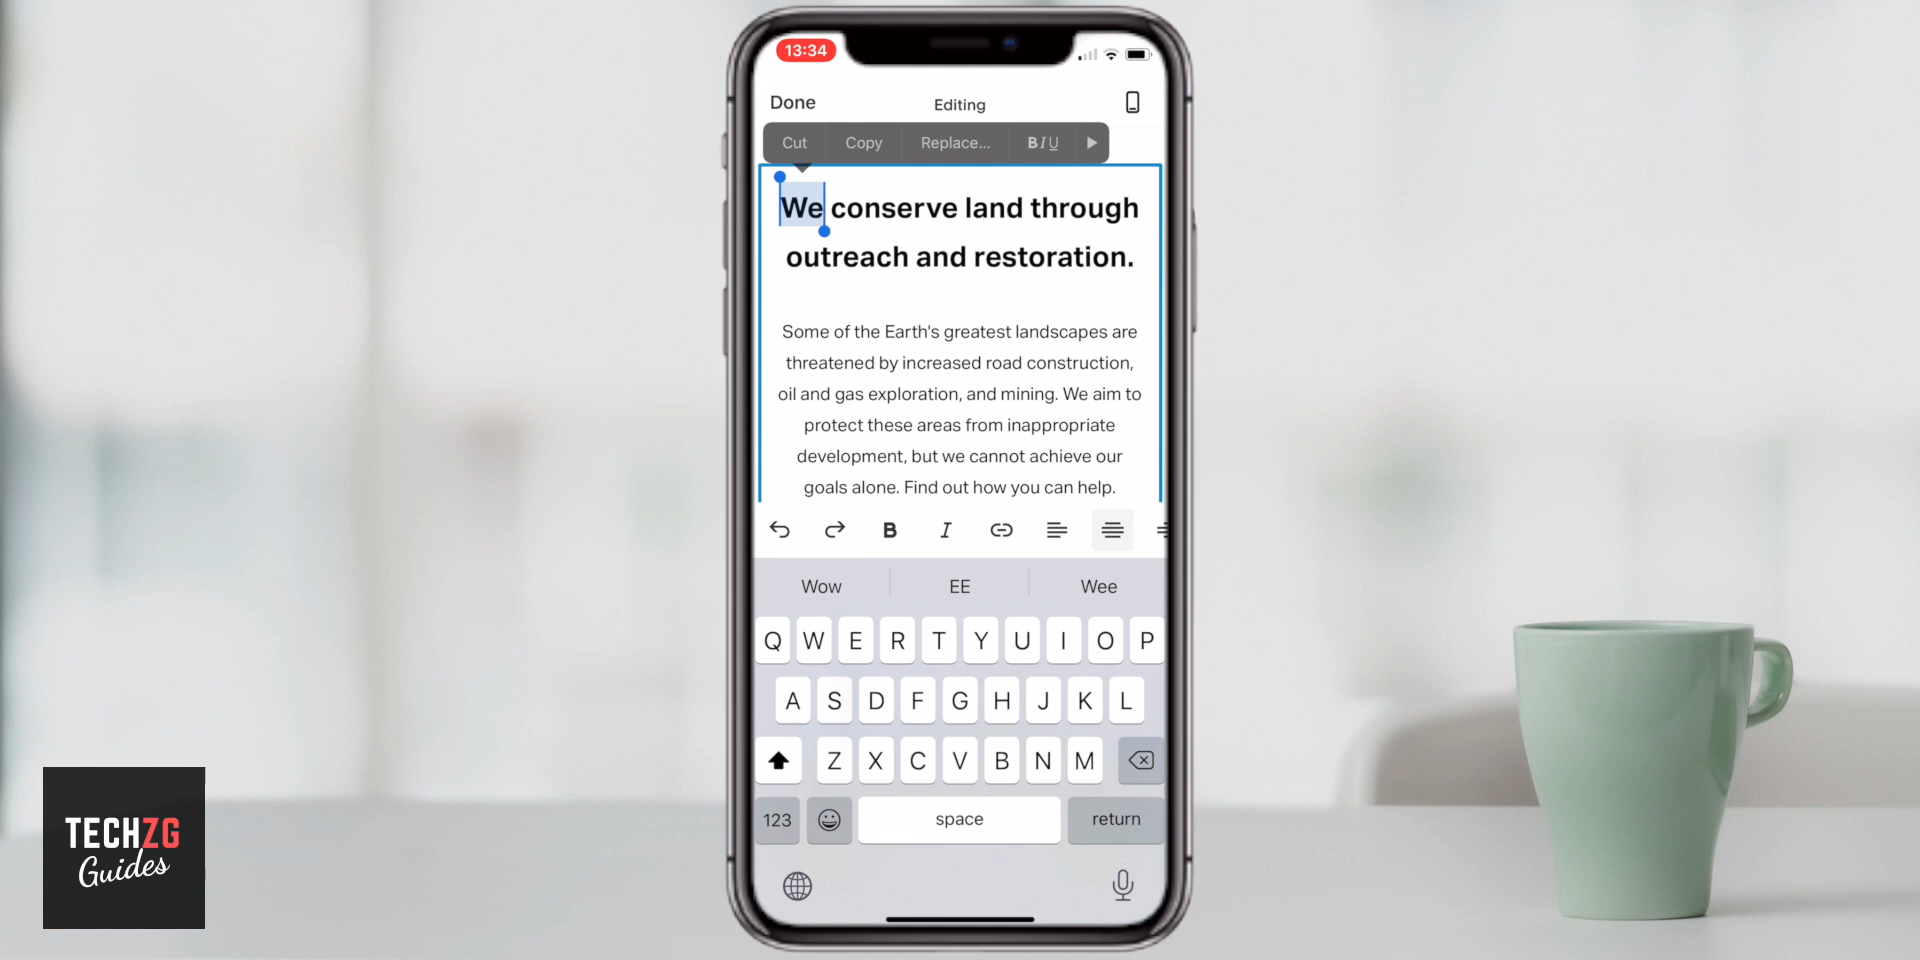 13:34
Done
Editing
Cut
Copy
Replace...
BIU
We conserve land through
outreach and restoration.
Some of the Earth's greatest landscapes are
threatened by increased road construction,
oil and gas exploration, and mining. We aim to
protect these areas from inappropriate
development, but we cannot achieve our
goals alone. Find out how you can help.
B I
Wow
EE
Wee
Q W E R T Y U I O P
A S D F G H J K L
Z X C V B N M
123
space
return
TECHZG
Guides